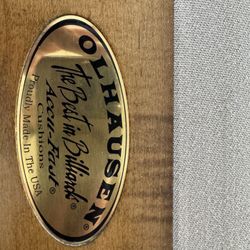 OLHAUSEN®
The Best in Billiards®
Accu-Fast®
Cushions
Proudly Made In The USA